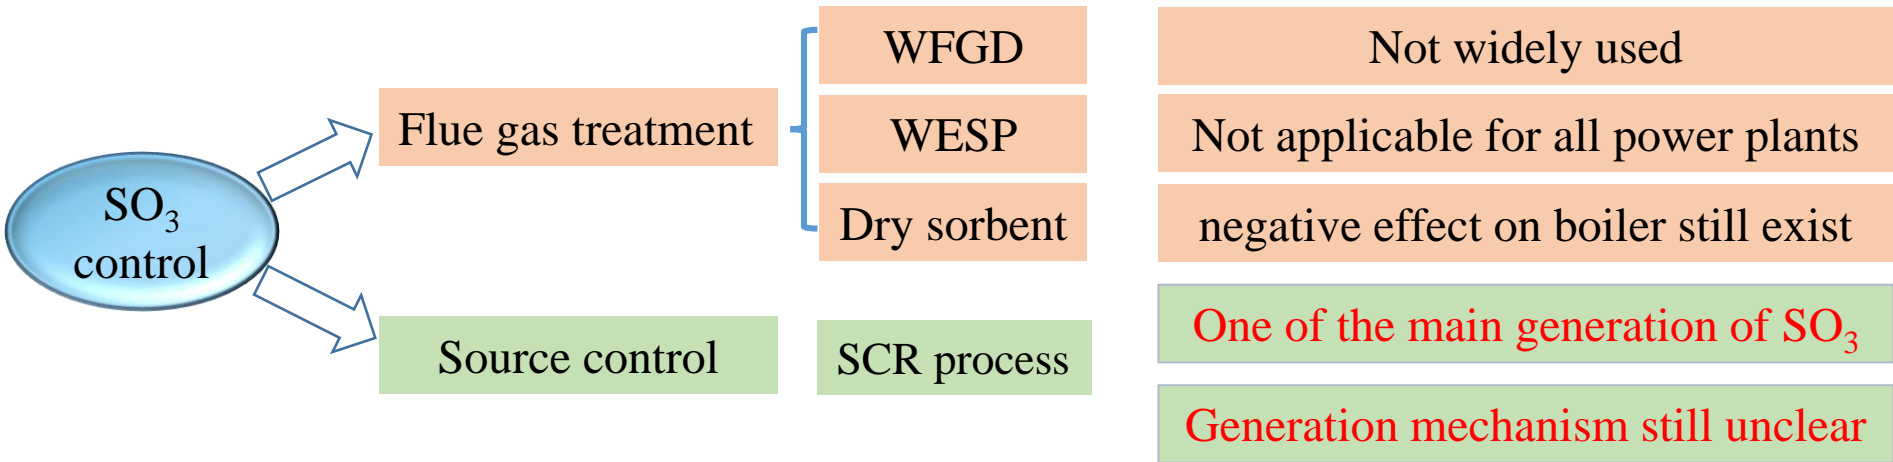 SO₃
control
Flue gas treatment
WFGD
Not widely used
WESP
Not applicable for all power plants
Dry sorbent
negative effect on boiler still exist
Source control
SCR process
One of the main generation of SO₃
Generation mechanism still unclear